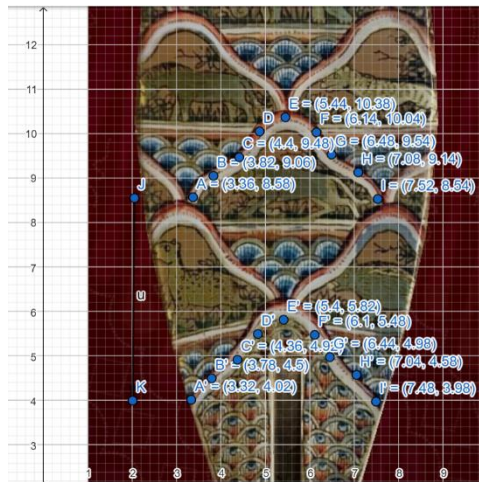 12
11
E = (5.44, 10.38)
D
F = (6.14, 10.04)
10
C = (4.4, 9.48)
G = (6.48, 9.54)
B = (3.82, 9.06)
H = (7.08, 9.14)
9
J
A = (3.36, 8.58)
I = (7.52, 8.54)
8
7
u
6
E' = (5.4, 5.82)
D'
F' = (6.1, 5.48)
5
C' = (4.36, 4.9
G' = (6.44, 4.98)
B' = (3.78, 4.5)
H' = (7.04, 4.58)
K
A' = (3.32, 4.02)
I' = (7.48, 3.98)
4
3
1 2 3 4 5 6 7 8 9